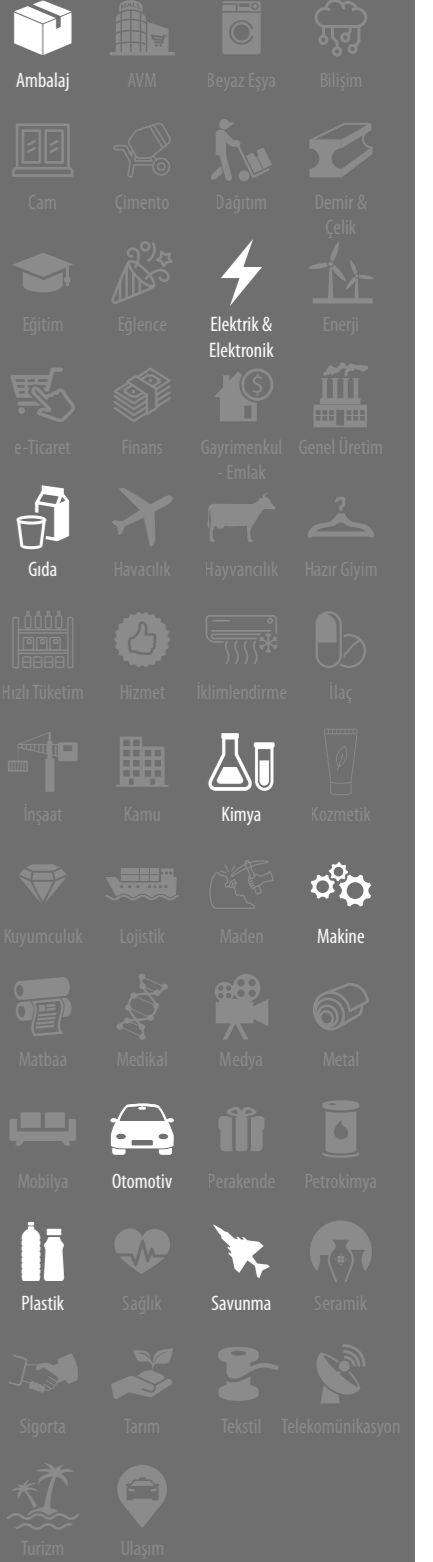 MALL
Ambalaj AVM Beyaz Eşya Bilişim
Cam Çimento Dağıtım Demir &
Çelik
Eğitim Eğlence Elektrik & Enerji
Elektronik
e-Ticaret Finans Gayrimenkul Genel Üretim
- Emlak
Gıda Havacılık Hayvancılık Hazır Giyim
Hızlı Tüketim Hizmet İklimlendirme İlaç
İnşaat Kamu Kimya Kozmetik
Kuyumculuk Lojistik Maden Makine
Matbaa Medikal Medya Metal
Mobilya Otomotiv Perakende Petrokimya
Plastik Sağlık Savunma Seramik
Sigorta Tarım Tekstil Telekomünikasyon
Turizm Ulaşım